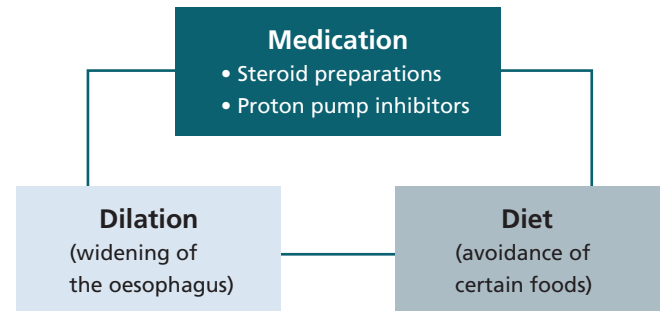 Medication
• Steroid preparations
• Proton pump inhibitors
Dilation
(widening of
the oesophagus)
Diet
(avoidance of
certain foods)